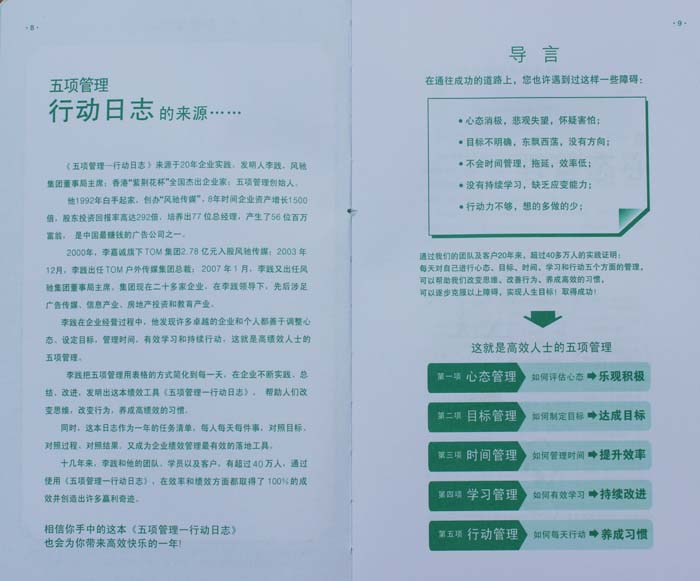 ·8·
五项管理
行动日志的来源……
《五项管理—行动日志》来源于20年企业实践。发明人李践,风驰
集团董事局主席;香港"紫荆花杯"全国杰出企业家;五项管理创始人。
他1992年白手起家,创办"风驰传媒",8年时间企业资产增长1500
倍,股东投资回报率高达292倍,培养出77位总经理,产生了56位百万
富翁,是中国最赚钱的广告公司之一。
2000年,李嘉诚旗下TOM集团2.78亿元入股风驰传媒;2003年
12月,李践出任TOM户外传媒集团总裁;2007年1月,李践又出任风
驰集团董事局主席,集团现在二十多家企业,在李践领导下,先后涉足
广告传媒、信息产业、房地产投资和教育产业。
李践在企业经营过程中,他发现许多卓越的企业和个人都善于调整心
态、设定目标,管理时间,有效学习和持续行动,这就是高绩效人士的
五项管理。
李践把五项管理用表格的方式简化到每一天,在企业不断实践、总
结、改进,发明出这本绩效工具《五项管理—行动日志》,帮助人们改
变思维,改变行为,养成高绩效的习惯。
同时,这本日志作为一年的任务清单,每人每天每件事,对照目标、
对照过程、对照结果,又成为企业绩效管理最有效的落地工具。
十几年来,李践和他的团队、学员以及客户,有超过40万人,通过
使用《五项管理—行动日志》,在效率和绩效方面都取得了100%的成
效并创造出许多赢利奇迹。
相信你手中的这本《五项管理—行动日志》
也会为你带来高效快乐的一年!
·9·
导 言
在通往成功的道路上,您也许遇到过这样一些障碍:
•心态消极,悲观失望,怀疑害怕;
•目标不明确,东飘西荡,没有方向;
•不会时间管理,拖延,效率低;
•没有持续学习,缺乏应变能力;
•行动力不够,想的多做的少;
通过我们的团队及客户20年来,超过40多万人的实践证明:
每天对自己进行心态、目标、时间、学习和行动五个方面的管理,
可以帮助我们改变思维、改善行为、养成高效的习惯,
可以逐步克服以上障碍,实现人生目标!取得成功!
这就是高效人士的五项管理
第一项 心态管理 如何评估心态➡乐观积极
第二项 目标管理 如何制定目标➡达成目标
第三项 时间管理 如何管理时间➡提升效率
第四项 学习管理 如何有效学习➡持续改进
第五项 行动管理 如何每天行动➡养成习惯